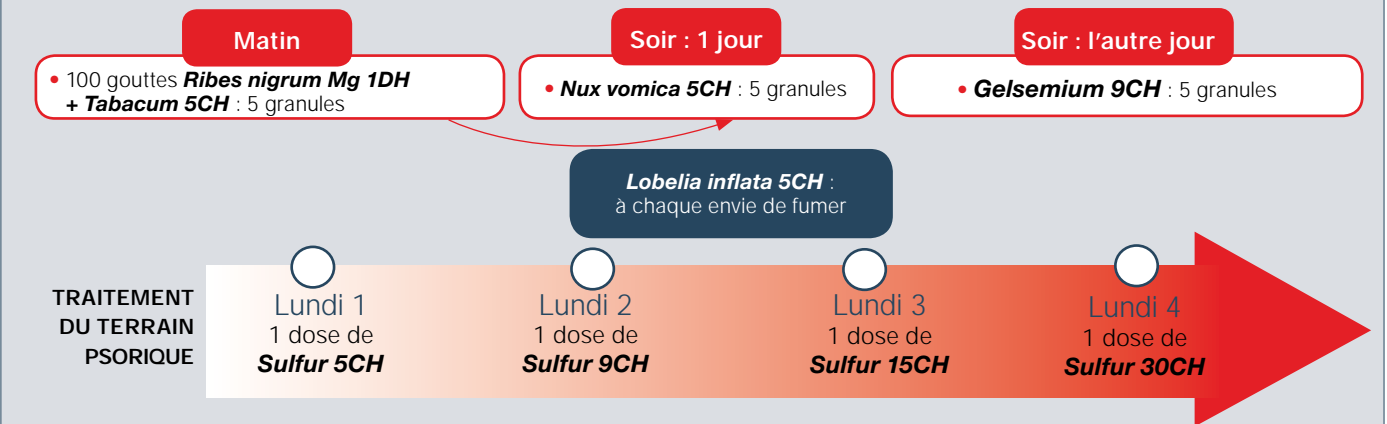 Matin
• 100 gouttes Ribes nigrum Mg 1DH
+ Tabacum 5CH : 5 granules
Soir : 1 jour
• Nux vomica 5CH : 5 granules
Soir : l'autre jour
• Gelsemium 9CH : 5 granules
Lobelia inflata 5CH :
à chaque envie de fumer
TRAITEMENT
DU TERRAIN
PSORIQUE
Lundi 1
1 dose de
Sulfur 5CH
Lundi 2
1 dose de
Sulfur 9CH
Lundi 3
1 dose de
Sulfur 15CH
Lundi 4
1 dose de
Sulfur 30CH